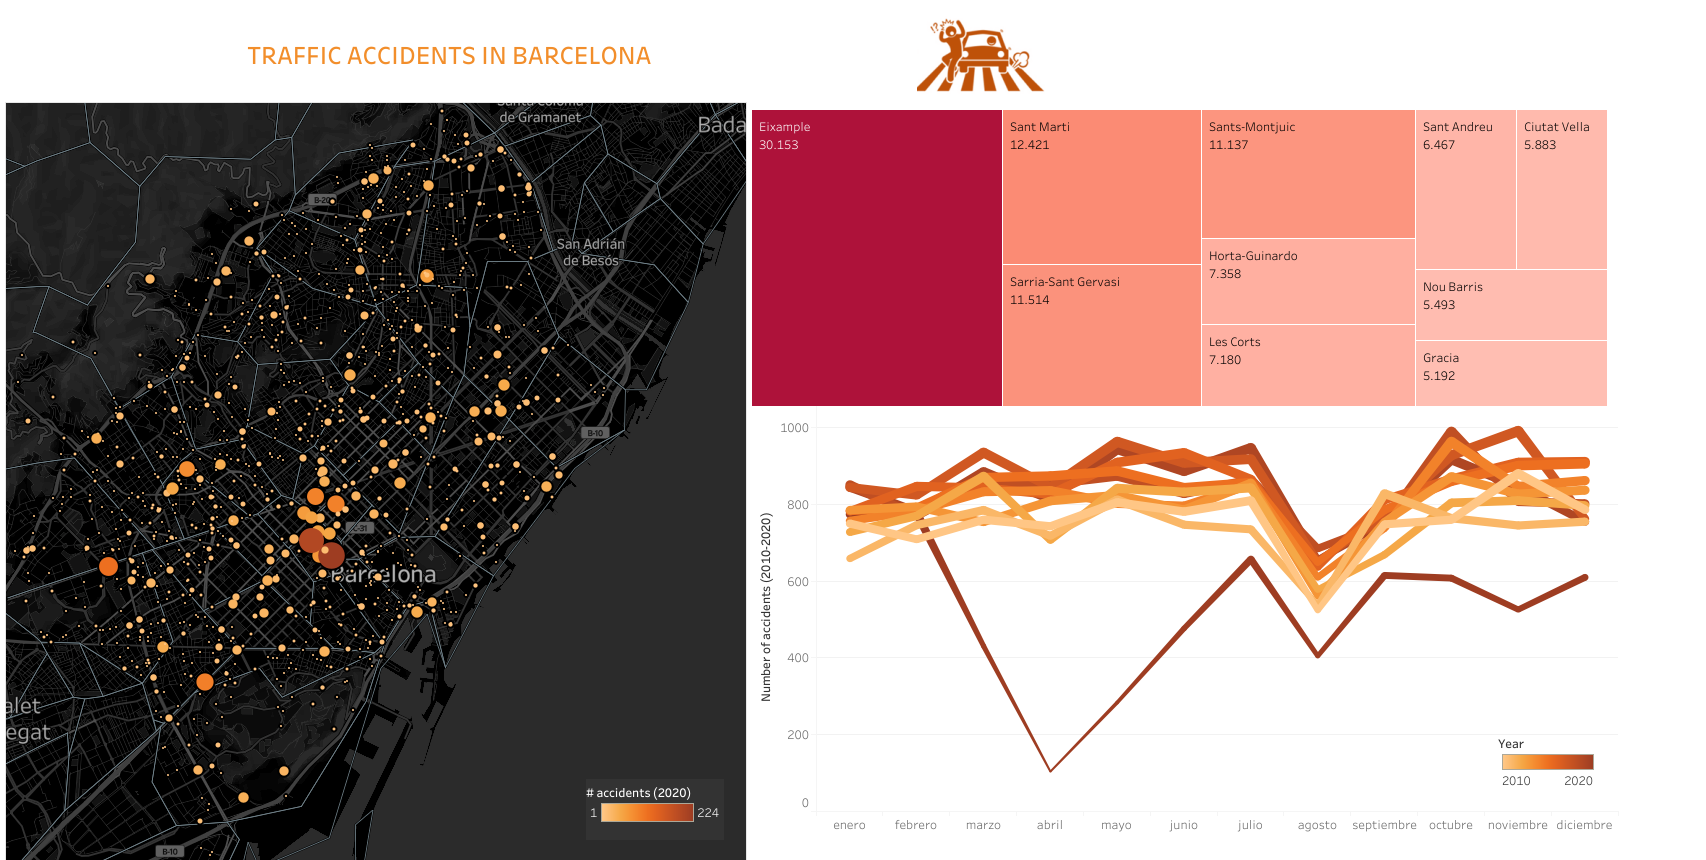 TRAFFIC ACCIDENTS IN BARCELONA
!?
Santa Coloma
de Gramanet
Bada
B-20
San Adrián
de Besós
B-10
C-31
Barcelona
alet
egat
B-10
# accidents (2020)
1 224
Eixample
30.153
Sant Marti
12.421
Sarria-Sant Gervasi
11.514
Sants-Montjuic
11.137
Horta-Guinardo
7.358
Les Corts
7.180
Sant Andreu
6.467
Ciutat Vella
5.883
Nou Barris
5.493
Gracia
5.192
Number of accidents (2010-2020)
1000
800
600
400
200
0
enero febrero marzo abril mayo junio julio agosto septiembre octubre noviembre diciembre
Year
2010 2020